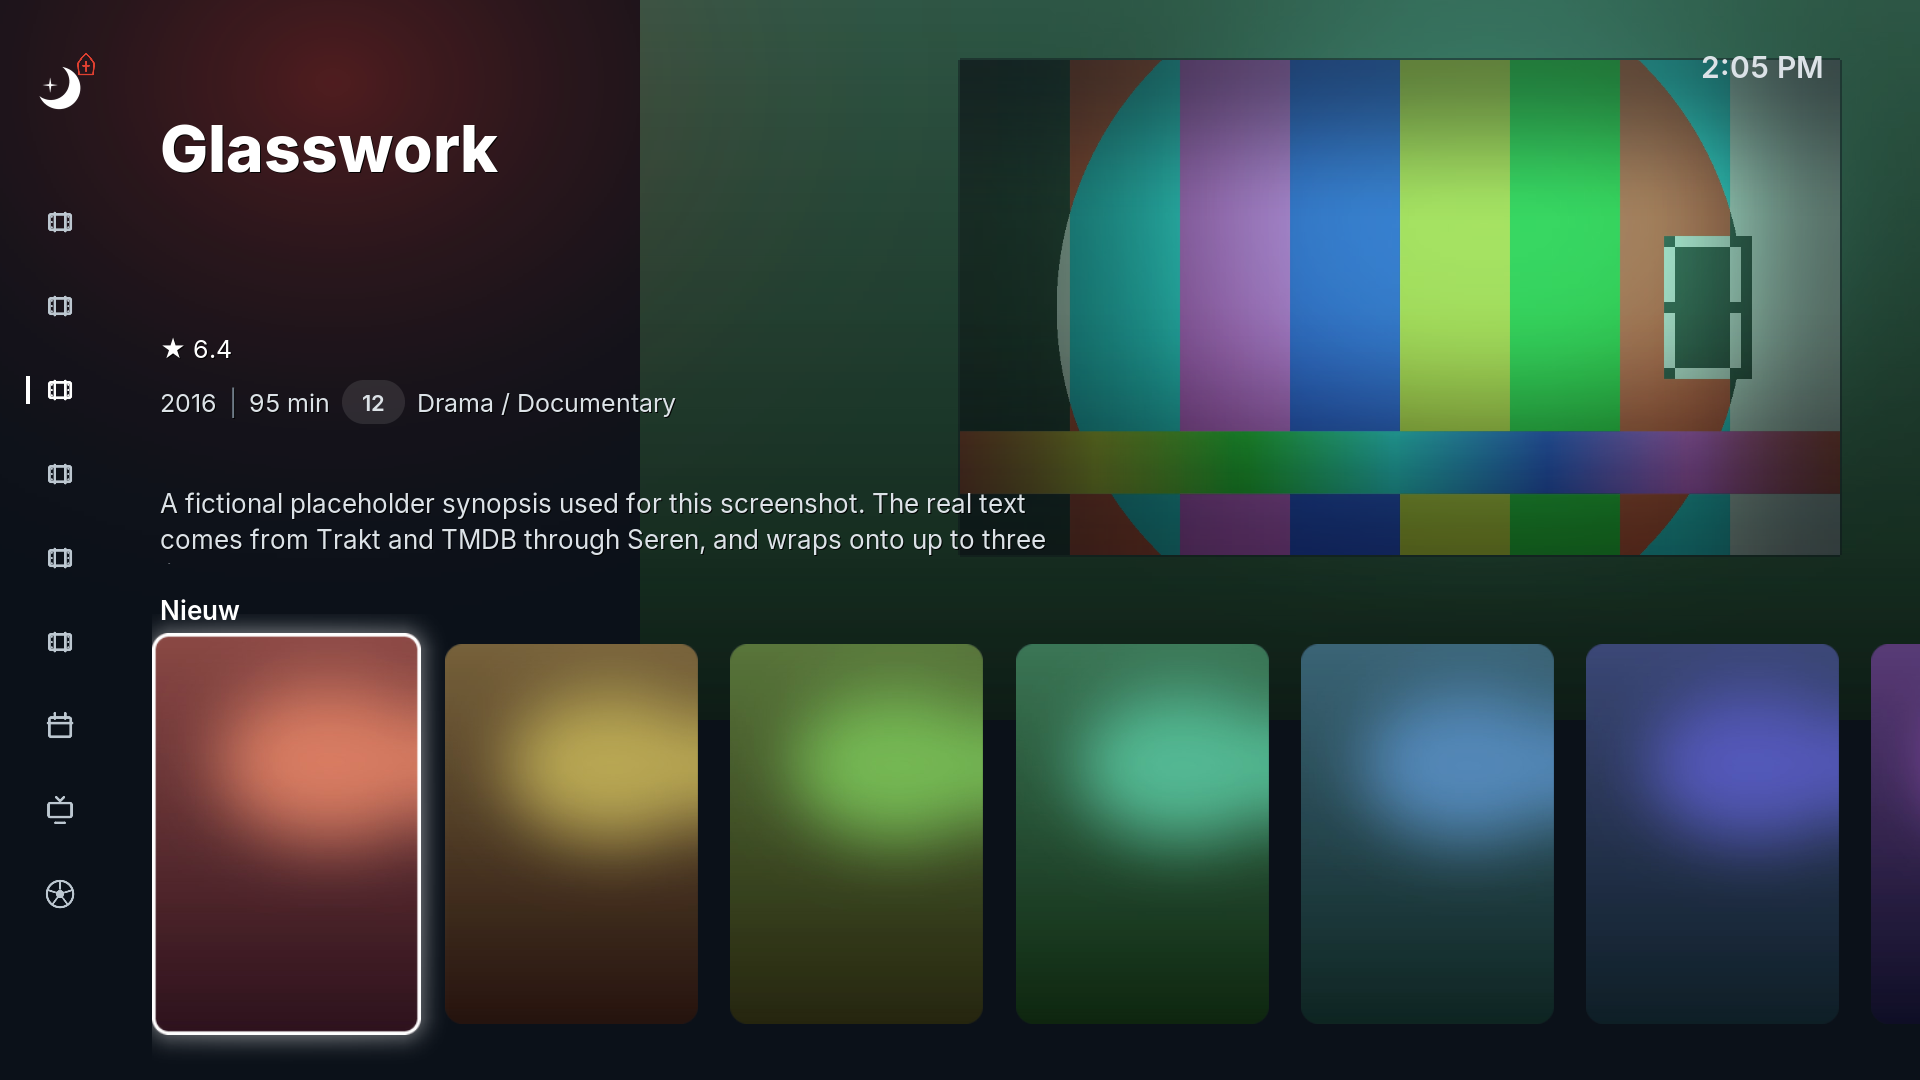 2:05 PM
Glasswork
★ 6.4
2016 | 95 min 12 Drama / Documentary
A fictional placeholder synopsis used for this screenshot. The real text
comes from Trakt and TMDB through Seren, and wraps onto up to three
Nieuw